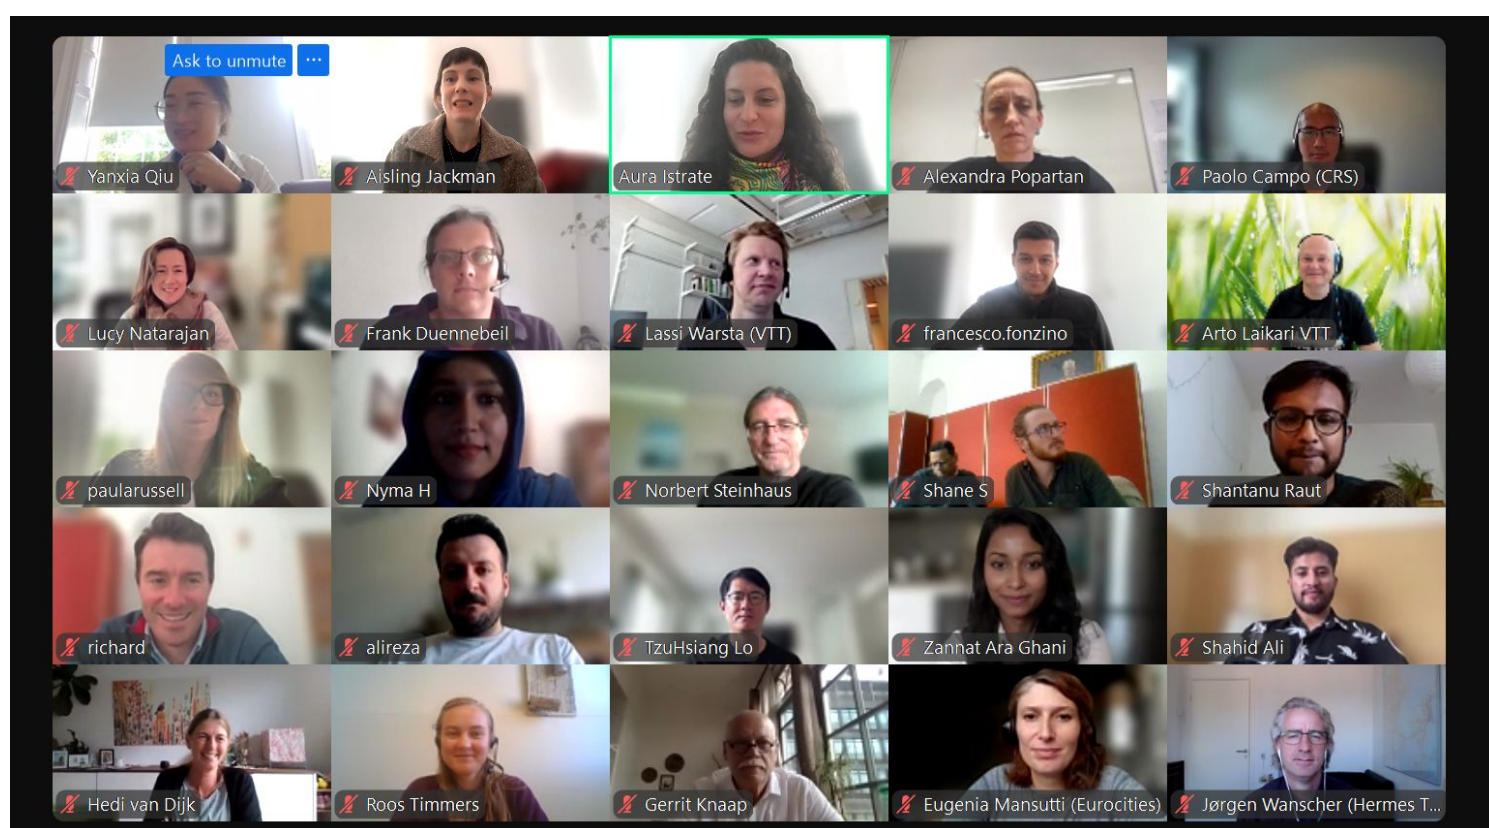 Ask to unmute ...
Yanxia Qiu
Aisling Jackman
Aura Istrate
Alexandra Popartan
Paolo Campo (CRS)
Lucy Natarajan
Frank Duennebeil
Lassi Warsta (VTT)
francesco.fonzino
Arto Laikari VTT
paularussell
Nyma H
Norbert Steinhaus
Shane S
Shantanu Raut
richard
alireza
TzuHsiang Lo
Zannat Ara Ghani
Shahid Ali
Hedi van Dijk
Roos Timmers
Gerrit Knaap
Eugenia Mansutti (Eurocities)
Jørgen Wanscher (Hermes T...